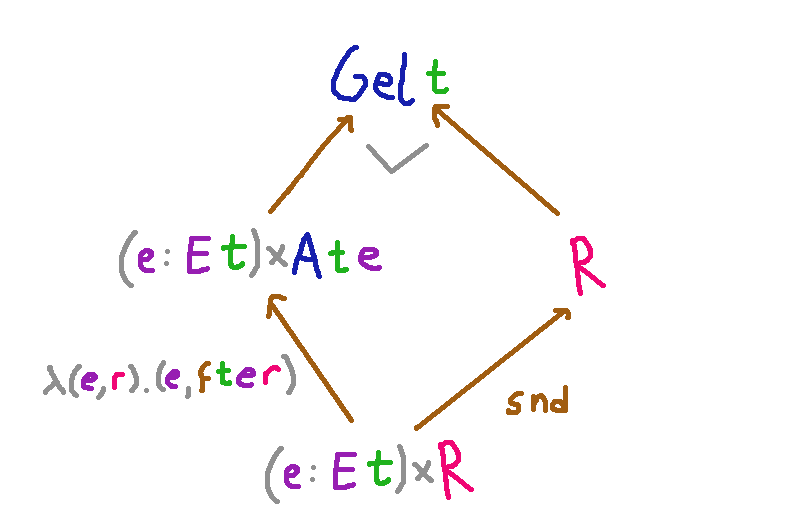 Gel t
(e : E t) × A t e
R
λ(e,r).(e,f t e r)
snd
(e : E t) × R